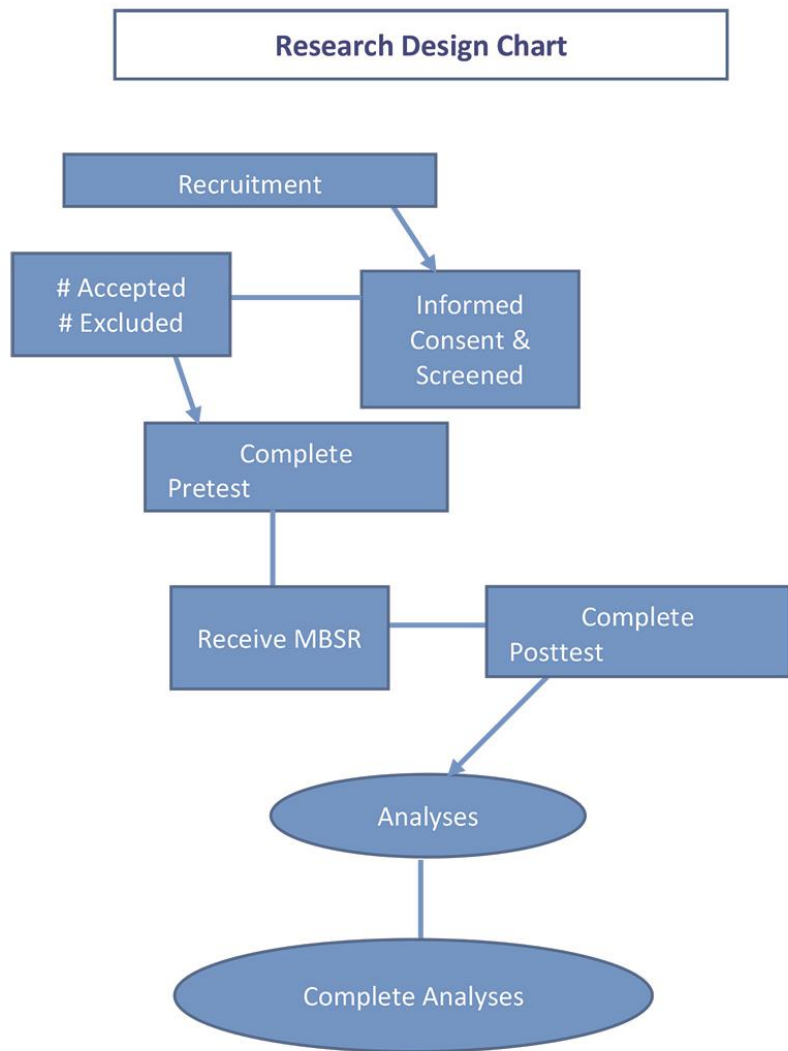 Research Design Chart
Recruitment
# Accepted
# Excluded
Informed
Consent &
Screened
Complete
Pretest
Receive MBSR
Complete
Posttest
Analyses
Complete Analyses